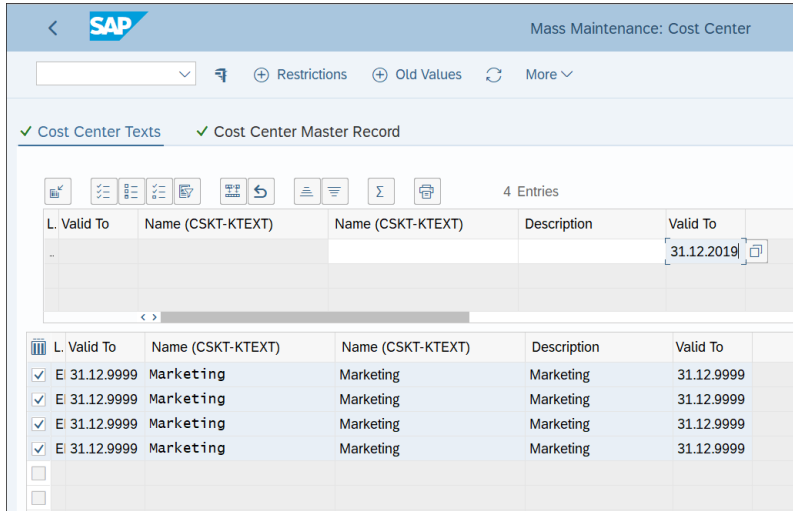 SAP
Mass Maintenance: Cost Center
Restrictions Old Values More
Cost Center Texts Cost Center Master Record
4 Entries
L. Valid To Name (CSKT-KTEXT) Name (CSKT-KTEXT) Description Valid To
.. 31.12.2019
L. Valid To Name (CSKT-KTEXT) Name (CSKT-KTEXT) Description Valid To
E 31.12.9999 Marketing Marketing Marketing 31.12.9999
E 31.12.9999 Marketing Marketing Marketing 31.12.9999
E 31.12.9999 Marketing Marketing Marketing 31.12.9999
E 31.12.9999 Marketing Marketing Marketing 31.12.9999